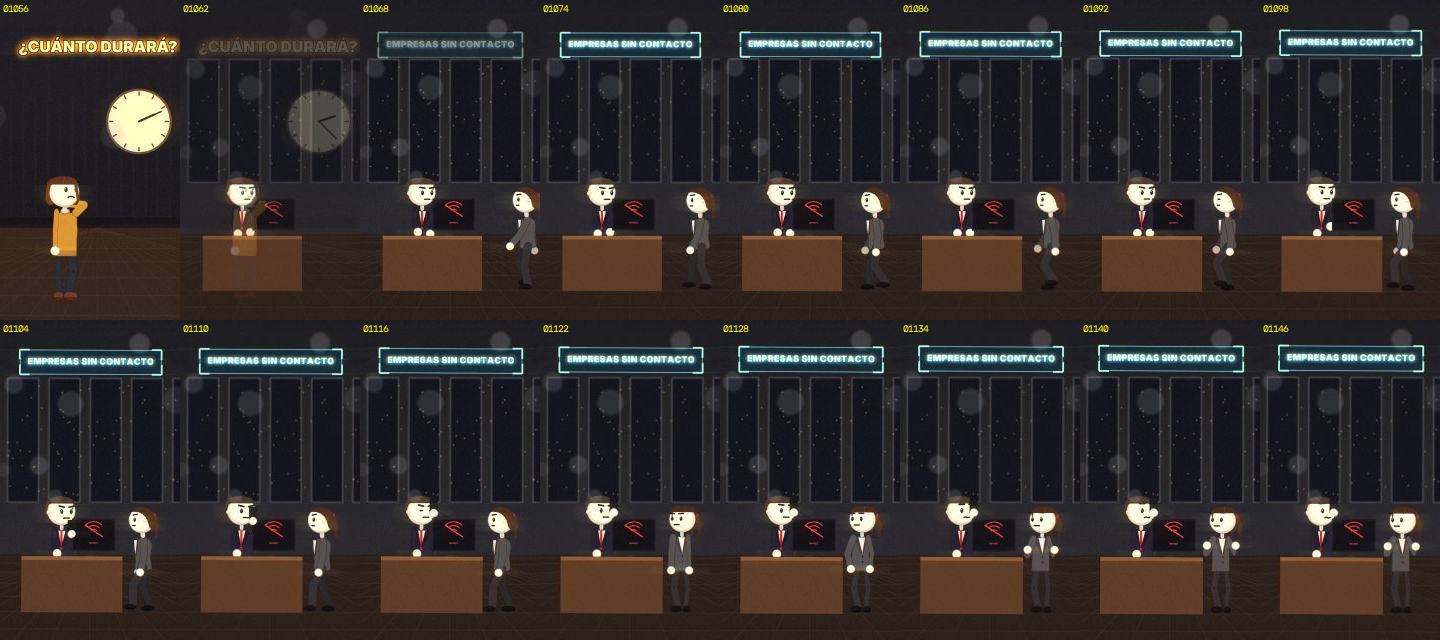 01056 01062 01068 01074 01080 01086 01092 01098
¿CUÁNTO DURARÁ? ¿CUÁNTO DURARÁ? EMPRESAS SIN CONTACTO EMPRESAS SIN CONTACTO EMPRESAS SIN CONTACTO EMPRESAS SIN CONTACTO EMPRESAS SIN CONTACTO EMPRESAS SIN CONTACTO
01104 01110 01116 01122 01128 01134 01140 01146
EMPRESAS SIN CONTACTO EMPRESAS SIN CONTACTO EMPRESAS SIN CONTACTO EMPRESAS SIN CONTACTO EMPRESAS SIN CONTACTO EMPRESAS SIN CONTACTO EMPRESAS SIN CONTACTO EMPRESAS SIN CONTACTO